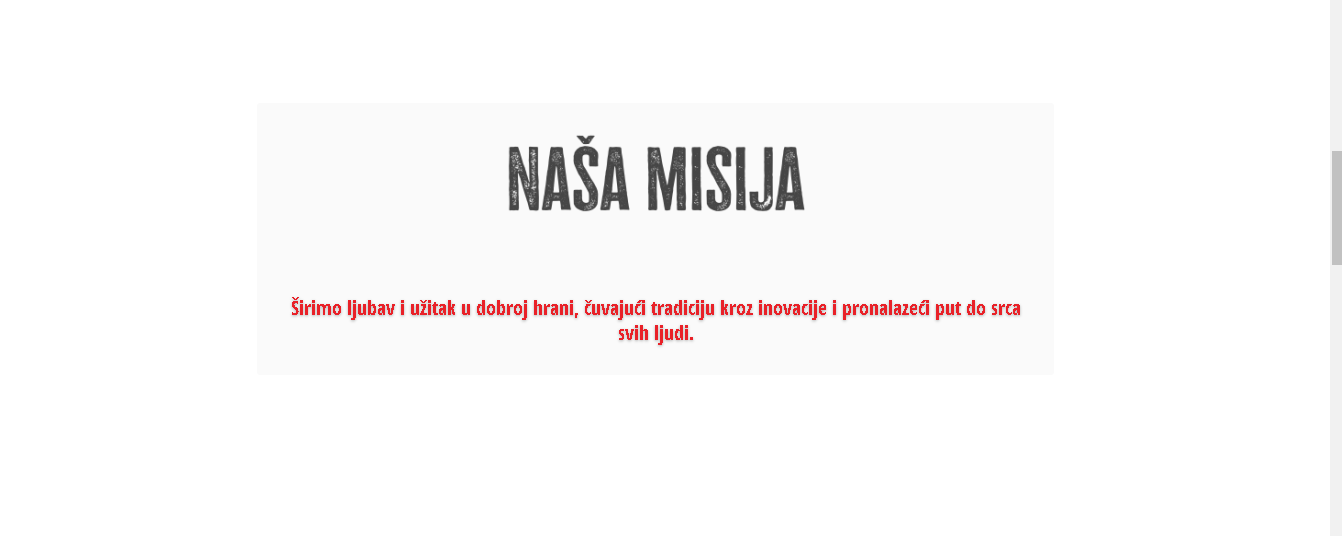 NAŠA MISIJA
Širimo ljubav i užitak u dobroj hrani, čuvajući tradiciju kroz inovacije i pronalazeći put do srca
svih ljudi.